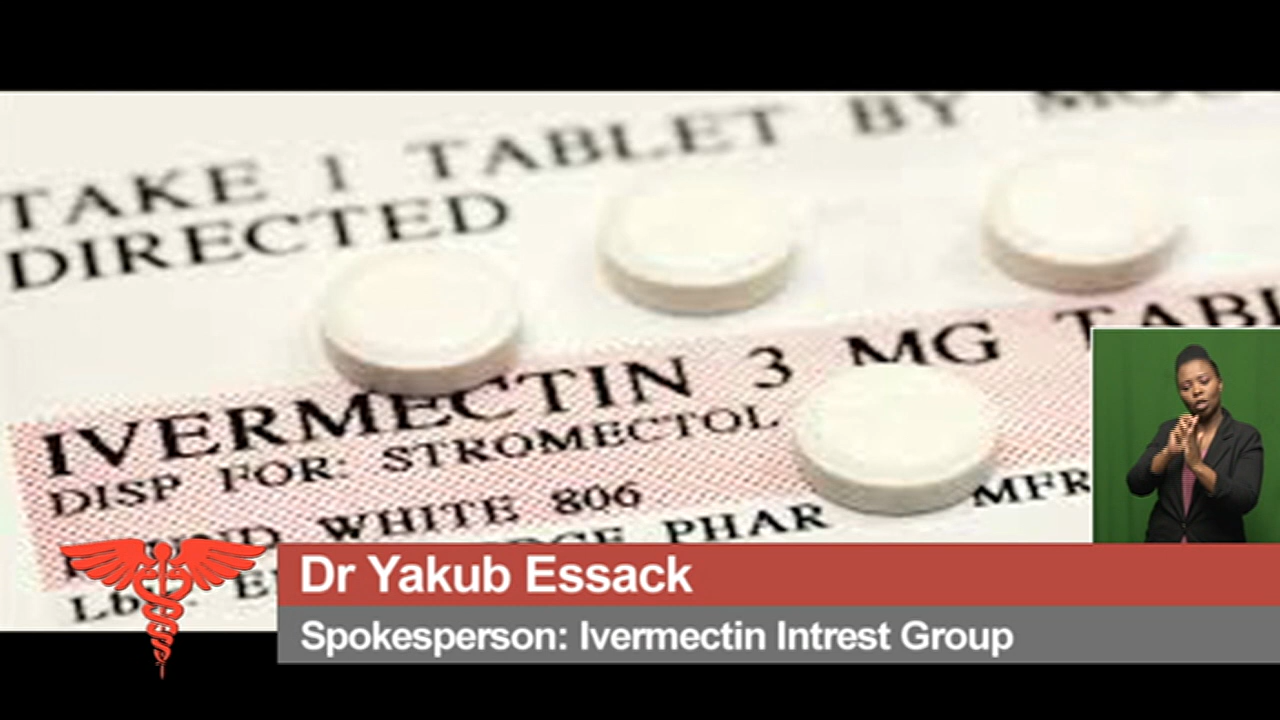 TAKE 1 TABLET BY
DIRECTED
IVERMECTIN 3 MG TABL
DISP FOR: STROMECTOL
WHITE 806
PHAR MFR
Dr Yakub Essack
Spokesperson: Ivermectin Intrest Group